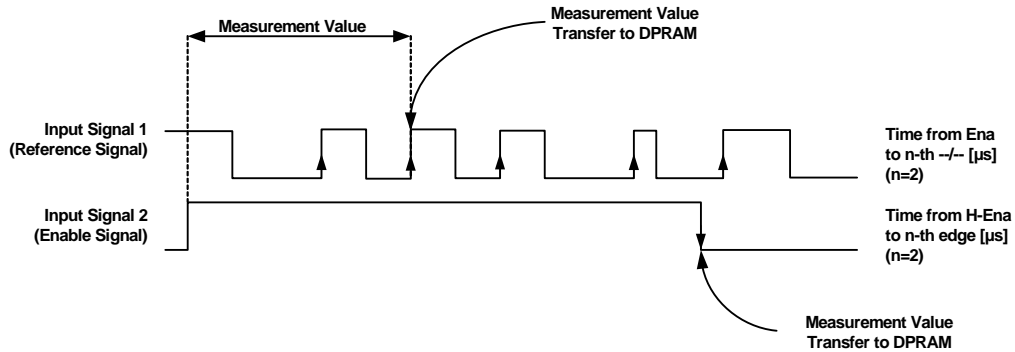 Measurement Value
Measurement Value
Transfer to DPRAM
Input Signal 1
(Reference Signal)
Time from Ena
to n-th --/-- [µs]
(n=2)
Input Signal 2
(Enable Signal)
Time from H-Ena
to n-th edge [µs]
(n=2)
Measurement Value
Transfer to DPRAM